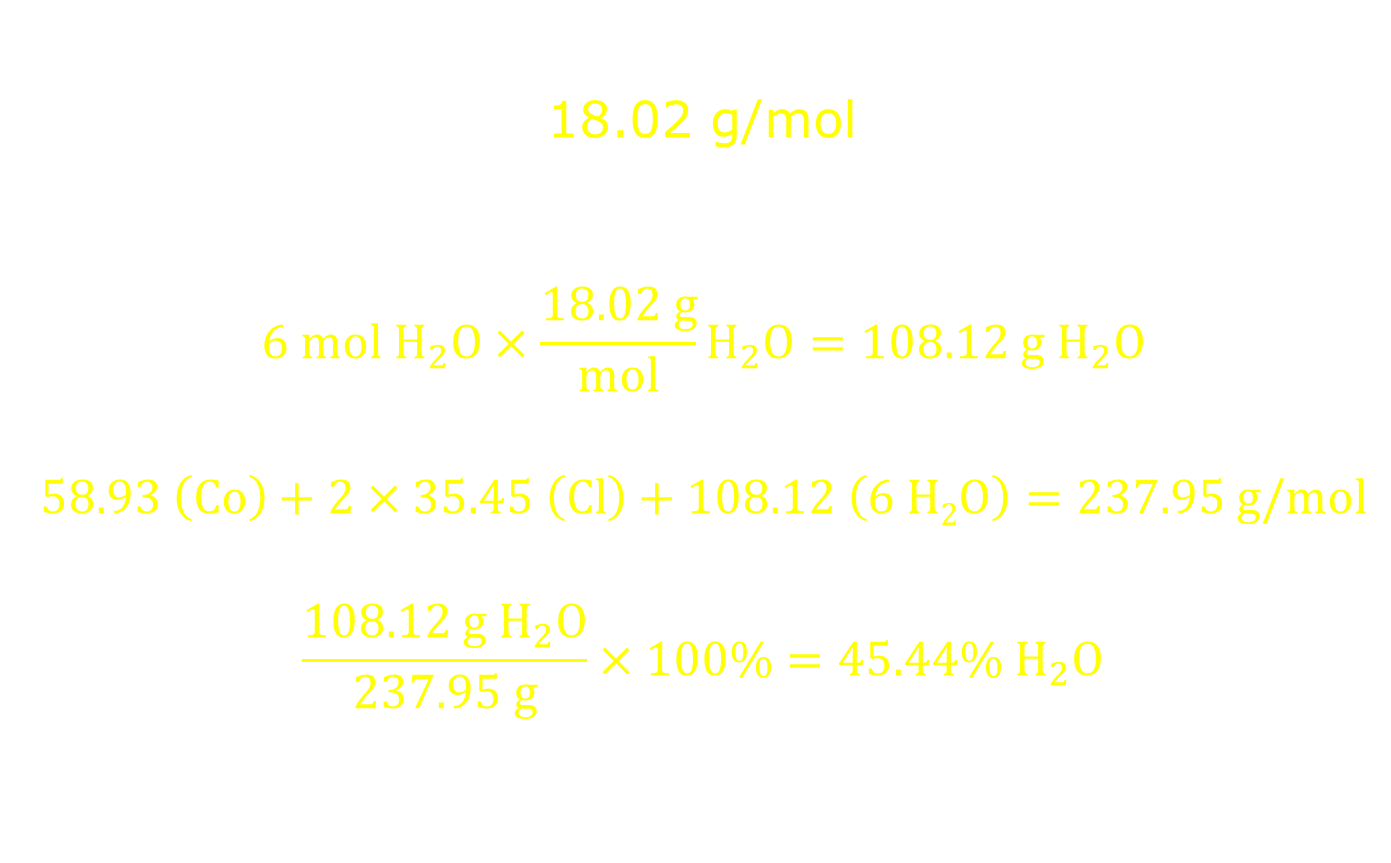 18.02 g/mol
6 mol H₂O × 18.02 g/mol H₂O = 108.12 g H₂O
58.93 (Co) + 2 × 35.45 (Cl) + 108.12 (6 H₂O) = 237.95 g/mol
108.12 g H₂O/237.95 g × 100% = 45.44% H₂O